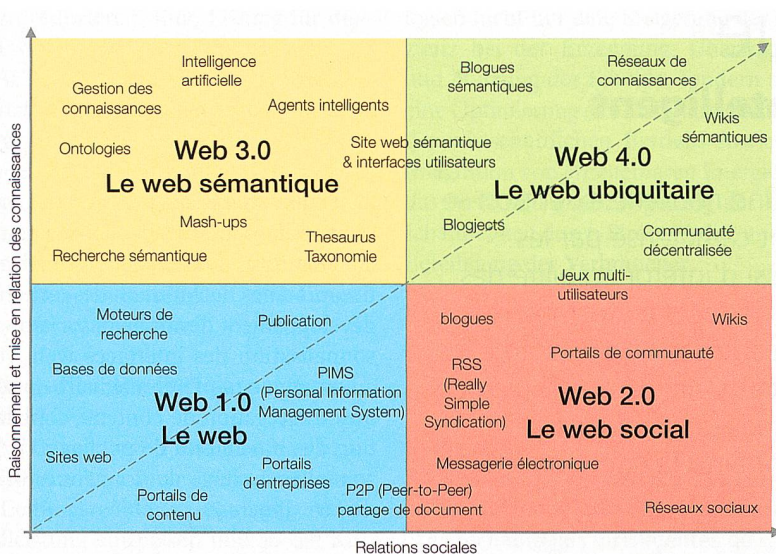 Raisonnement et mise en relation des connaissances
Intelligence
artificielle
Gestion des
connaissances
Agents intelligents
Ontologies
Web 3.0
Le web sémantique
Mash-ups
Thesaurus
Taxonomie
Recherche sémantique
Site web sémantique
& interfaces utilisateurs
Blogues
sémantiques
Réseaux de
connaissances
Wikis
sémantiques
Web 4.0
Le web ubiquitaire
Blogjects
Communauté
décentralisée
Jeux multi-
utilisateurs
Moteurs de
recherche
Publication
Bases de données
PIMS
(Personal Information
Management System)
Web 1.0
Le web
Sites web
Portails
d'entreprises
Portails de
contenu
P2P (Peer-to-Peer)
partage de document
blogues
Wikis
RSS
(Really
Simple
Syndication)
Portails de communauté
Web 2.0
Le web social
Messagerie électronique
Réseaux sociaux
Relations sociales